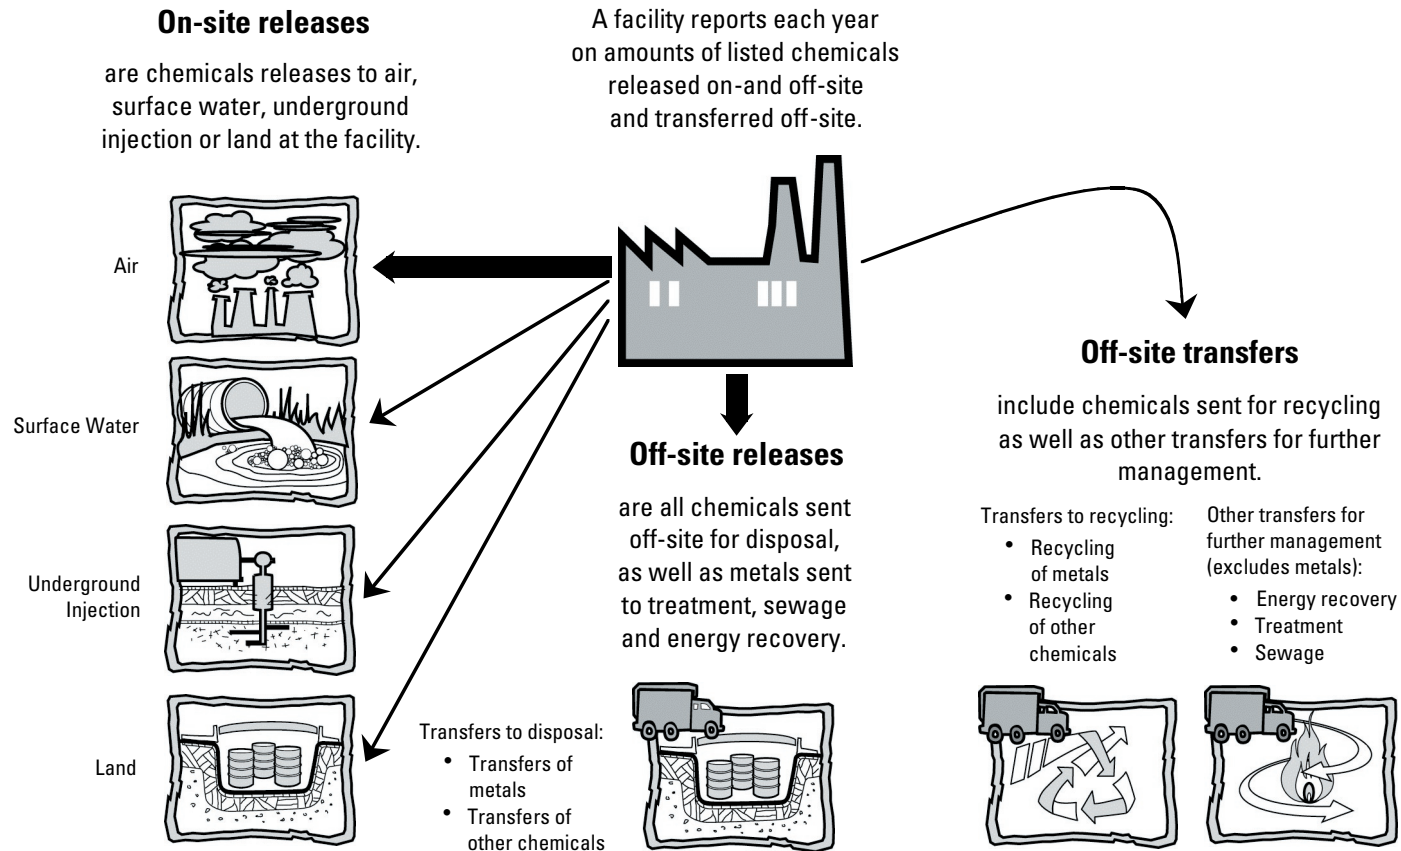 On-site releases
are chemicals releases to air,
surface water, underground
injection or land at the facility.
A facility reports each year
on amounts of listed chemicals
released on-and off-site
and transferred off-site.
Air
Surface Water
Underground
Injection
Land
Off-site releases
are all chemicals sent
off-site for disposal,
as well as metals sent
to treatment, sewage
and energy recovery.
Transfers to disposal:
• Transfers of
metals
• Transfers of
other chemicals
Off-site transfers
include chemicals sent for recycling
as well as other transfers for further
management.
Transfers to recycling:
• Recycling
of metals
• Recycling
of other
chemicals
Other transfers for
further management
(excludes metals):
• Energy recovery
• Treatment
• Sewage